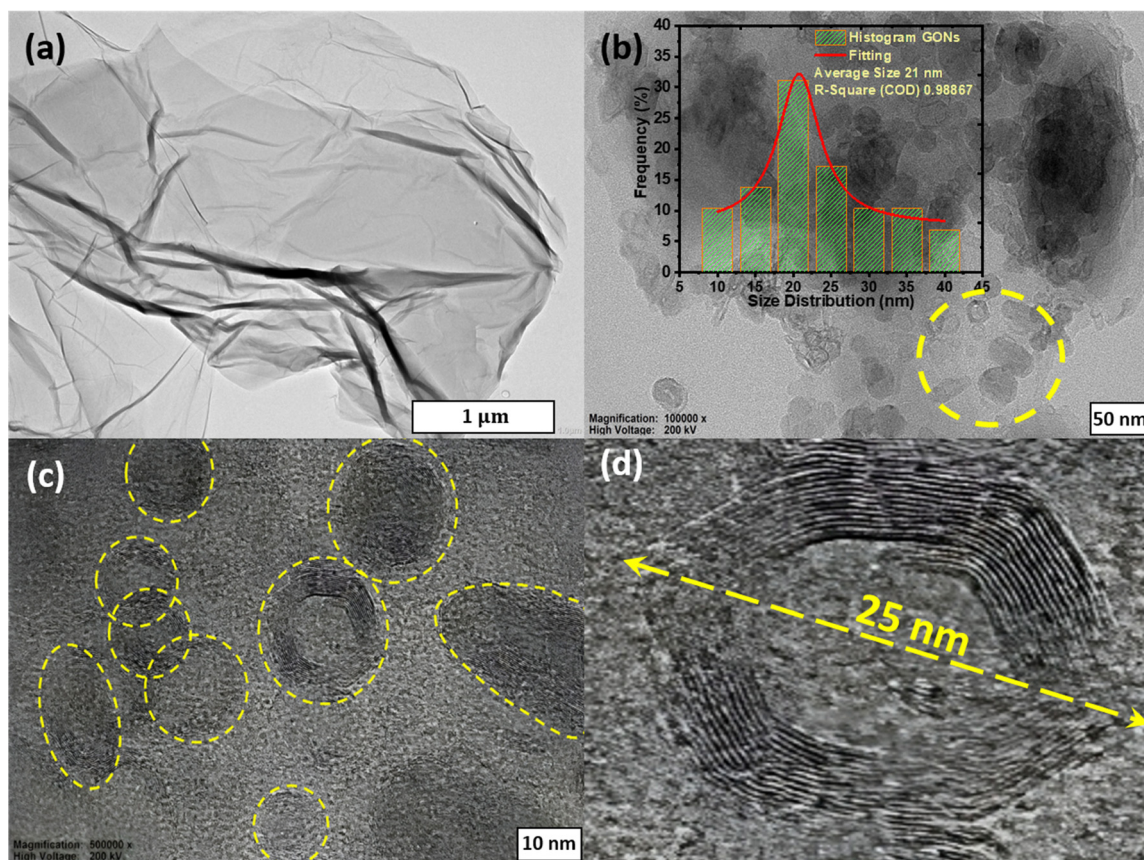 (a)
1 µm
(b)
40
35
30
25
20
15
10
5
0
Frequency (%)
Histogram GONs
Fitting
Average Size 21 nm
R-Square (COD) 0.98867
5 10 15 20 25 30 35 40 45
Size Distribution (nm)
Magnification: 100000 x
High Voltage: 200 kV
50 nm
(c)
Magnification: 500000 x
High Voltage: 200 kV
10 nm
(d)
25 nm